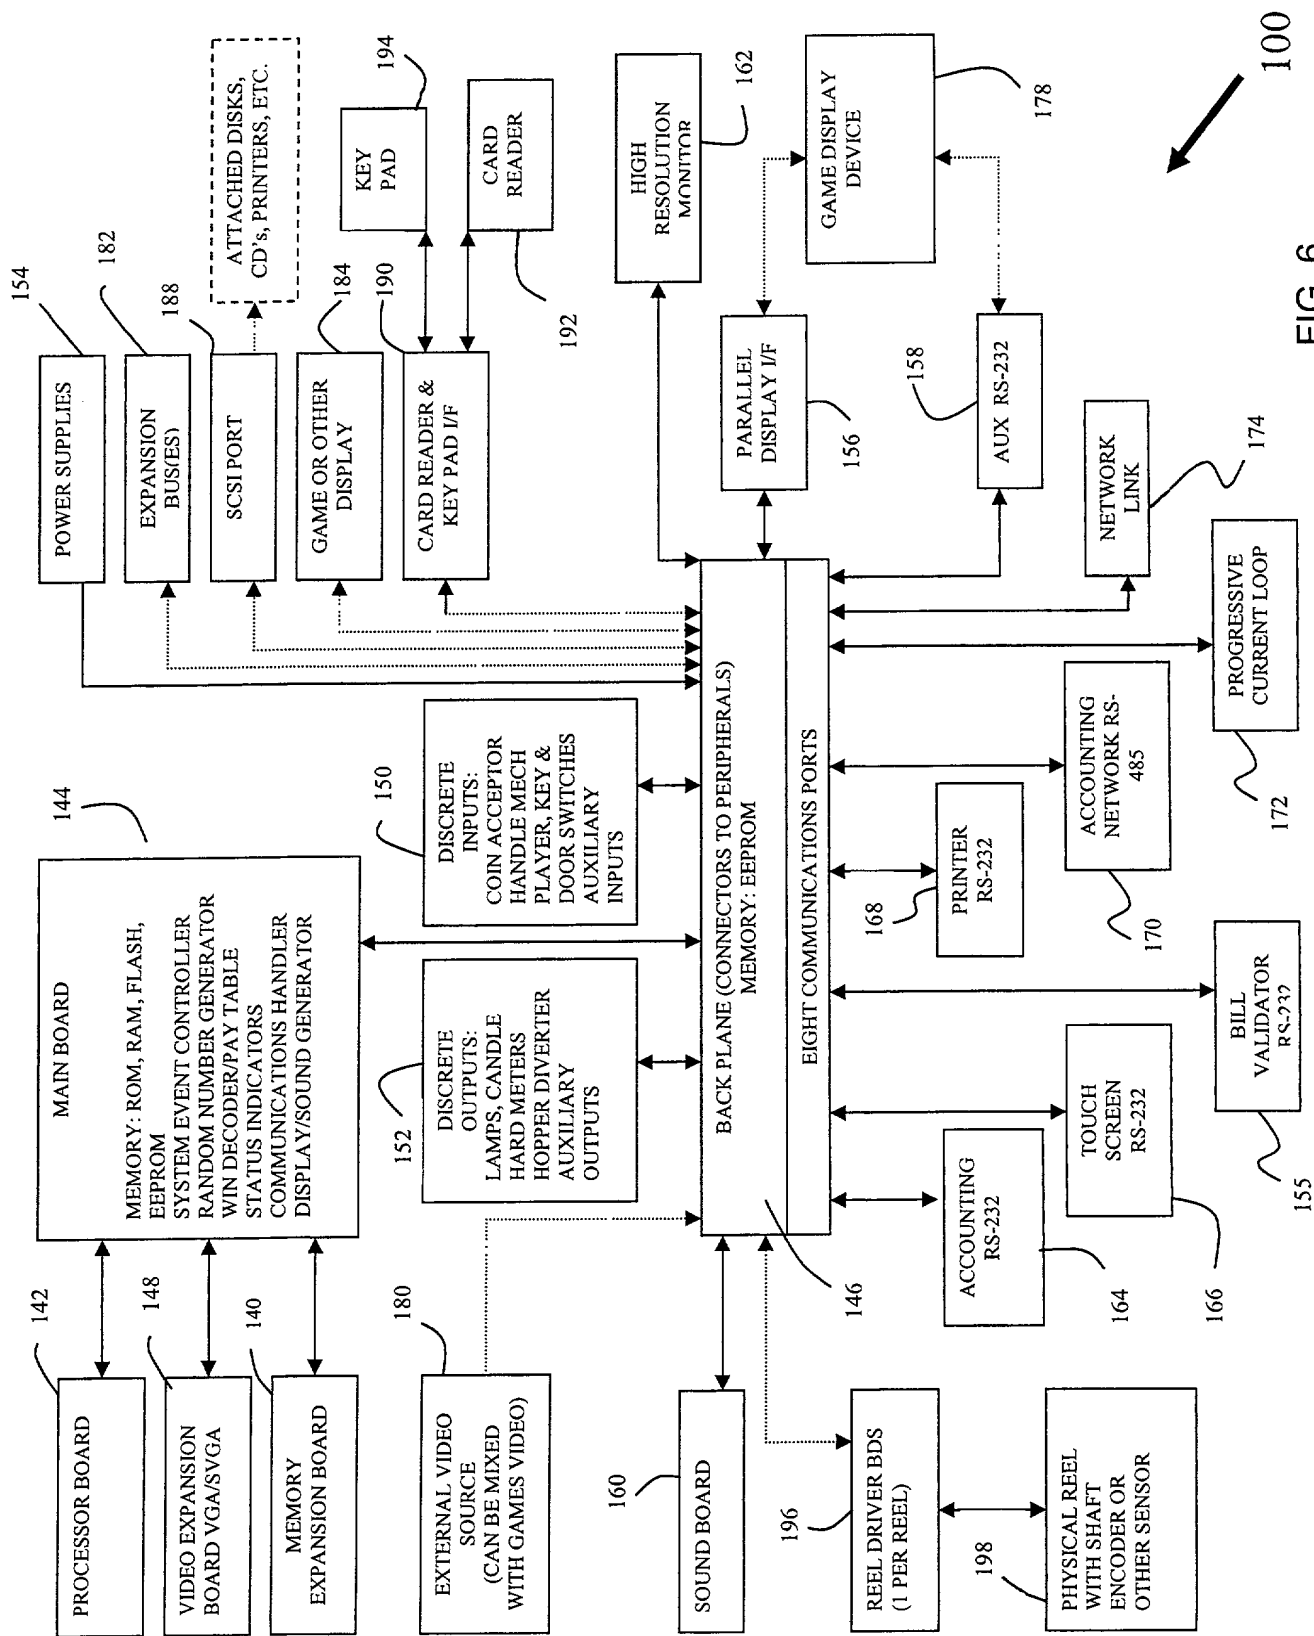 PROCESSOR BOARD
142
VIDEO EXPANSION
BOARD VGA/SVGA
148
MEMORY
EXPANSION BOARD
140
MAIN BOARD
MEMORY: ROM, RAM, FLASH,
EEPROM
SYSTEM EVENT CONTROLLER
RANDOM NUMBER GENERATOR
WIN DECODER/PAY TABLE
STATUS INDICATORS
COMMUNICATIONS HANDLER
DISPLAY/SOUND GENERATOR
144
POWER SUPPLIES
154
EXPANSION
BUS(ES)
182
SCSI PORT
188
ATTACHED DISKS,
CD's, PRINTERS, ETC.
GAME OR OTHER
DISPLAY
184
CARD READER &
KEY PAD I/F
190
KEY
PAD
194
CARD
READER
192
EXTERNAL VIDEO
SOURCE
(CAN BE MIXED
WITH GAMES VIDEO)
180
DISCRETE
OUTPUTS:
LAMPS, CANDLE
HARD METERS
HOPPER DIVERTER
AUXILIARY
OUTPUTS
152
DISCRETE
INPUTS:
COIN ACCEPTOR
HANDLE MECH
PLAYER, KEY &
DOOR SWITCHES
AUXILIARY
INPUTS
150
HIGH
RESOLUTION
MONITOR
162
SOUND BOARD
160
BACK PLANE (CONNECTORS TO PERIPHERALS)
MEMORY: EEPROM
EIGHT COMMUNICATIONS PORTS
146
PARALLEL
DISPLAY I/F
156
GAME DISPLAY
DEVICE
178
REEL DRIVER BDS
(1 PER REEL)
196
PHYSICAL REEL
WITH SHAFT
ENCODER OR
OTHER SENSOR
198
ACCOUNTING
RS-232
164
TOUCH
SCREEN
RS-232
166
BILL
VALIDATOR
RS-232
155
PRINTER
RS-232
168
ACCOUNTING
NETWORK RS-
485
170
PROGRESSIVE
CURRENT LOOP
172
NETWORK
LINK
174
AUX RS-232
158
100
FIG. 6